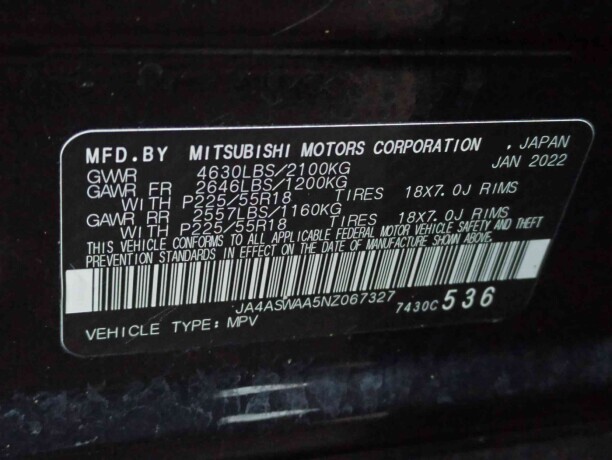 MFD.BY MITSUBISHI MOTORS CORPORATION , JAPAN
GVWR 4630LBS/2100KG JAN 2022
GAWR FR 2646LBS/1200KG
WITH P225/55R18 TIRES 18X7.0J RIMS
GAWR RR 2557LBS/1160KG
WITH P225/55R18 TIRES 18X7.0J RIMS
THIS VEHICLE CONFORMS TO ALL APPLICABLE FEDERAL MOTOR VEHICLE SAFETY AND THEFT
PREVENTION STANDARDS IN EFFECT ON THE DATE OF MANUFACTURE SHOWN ABOVE.
JA4ASWAA5NZ067327 7430C 536
VEHICLE TYPE: MPV